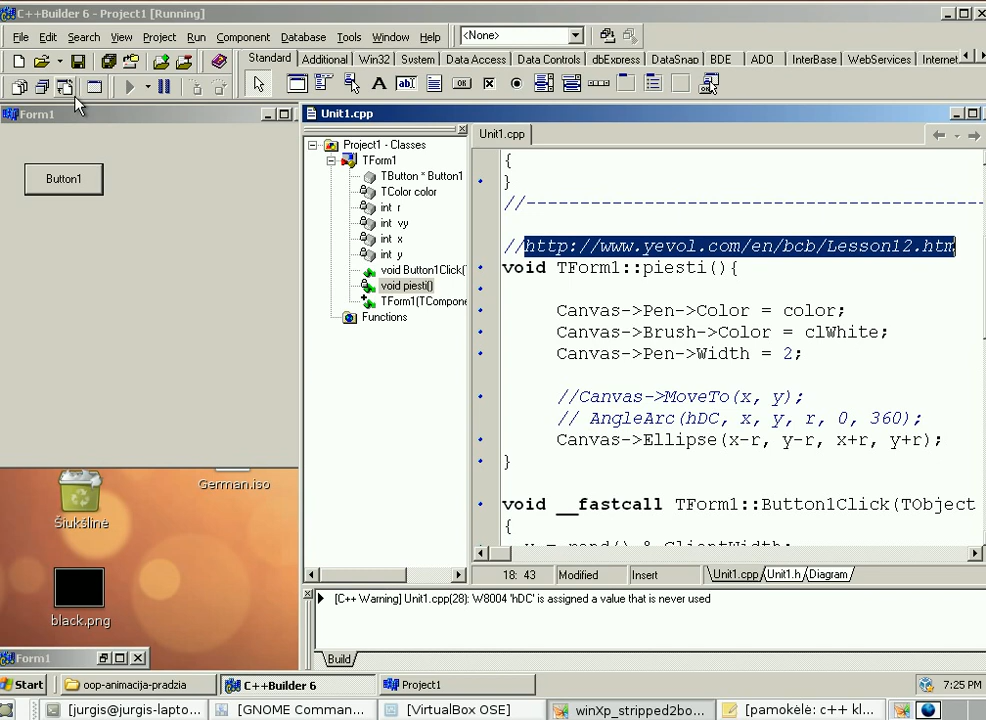 C++Builder 6 - Project1 [Running]
File Edit Search View Project Run Component Database Tools Window Help <None>
Standard Additional Win32 System Data Access Data Controls dbExpress DataSnap BDE ADO InterBase WebServices Internet
Form1
Button1
Unit1.cpp
Project1 - Classes
TForm1
TButton * Button1
TColor color
int r
int vy
int x
int y
void Button1Click(
void piesti()
TForm1(TCompone
Functions
Unit1.cpp
{
}
//------------------------------------------
//http://www.yevol.com/en/bcb/Lesson12.htm
void TForm1::piesti(){
Canvas->Pen->Color = color;
Canvas->Brush->Color = clWhite;
Canvas->Pen->Width = 2;
//Canvas->MoveTo(x, y);
// AngleArc(hDC, x, y, r, 0, 360);
Canvas->Ellipse(x-r, y-r, x+r, y+r);
}
void __fastcall TForm1::Button1Click(TObject
{
18: 43 Modified Insert Unit1.cpp Unit1.h Diagram
[C++ Warning] Unit1.cpp(28): W8004 'hDC' is assigned a value that is never used
Build
German.iso
Šiukšlinė
black.png
Form1
Start oop-animacija-pradzia C++Builder 6 Project1 7:25 PM
[jurgis@jurgis-lapto... [GNOME Comman... [VirtualBox OSE] winXp_stripped2bo... [pamokėlė: c++ kl...